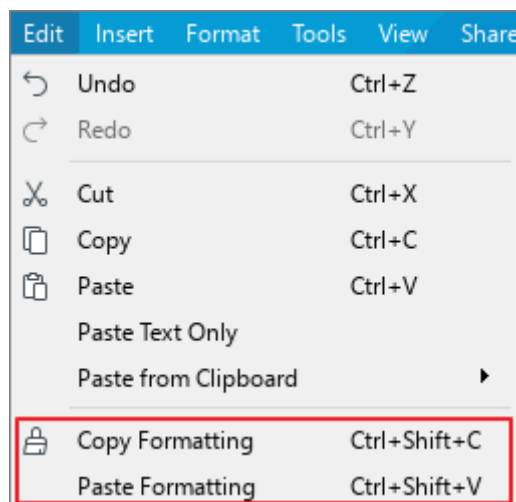 Edit Insert Format Tools View Share
Undo Ctrl+Z
Redo Ctrl+Y
Cut Ctrl+X
Copy Ctrl+C
Paste Ctrl+V
Paste Text Only
Paste from Clipboard
Copy Formatting Ctrl+Shift+C
Paste Formatting Ctrl+Shift+V